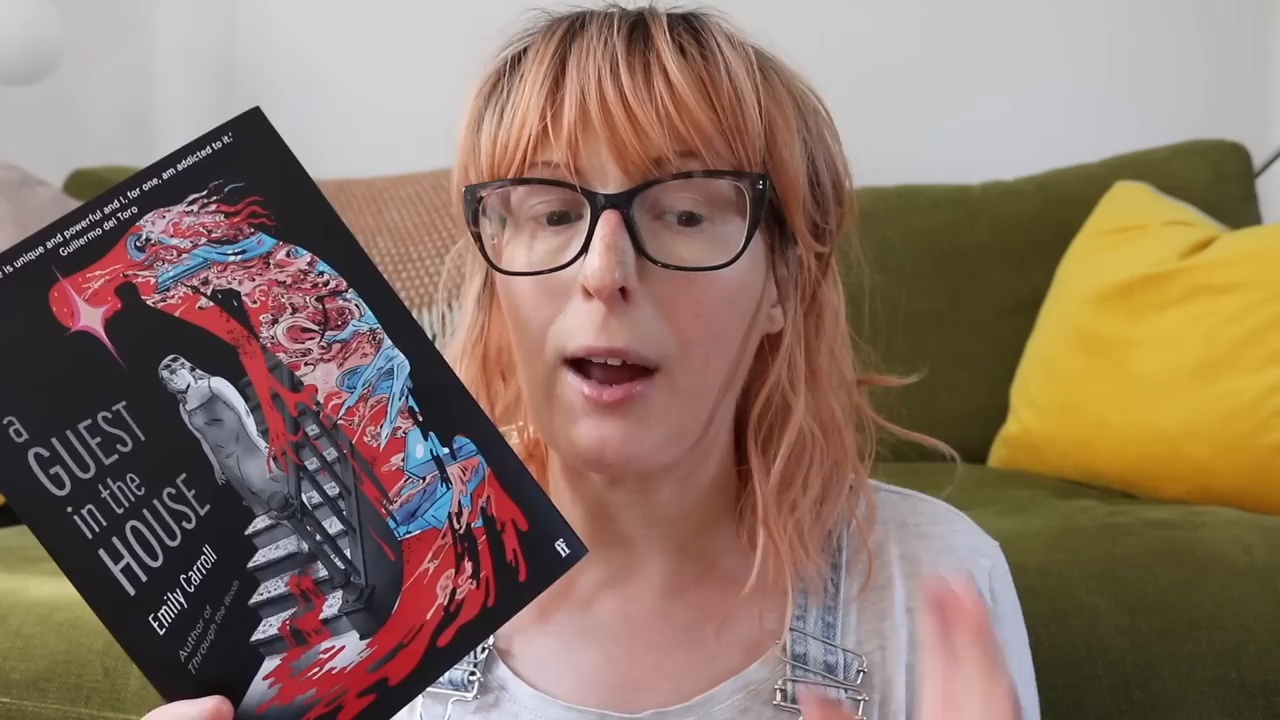 is unique and powerful and I, for one, am addicted to it.'
Guillermo del Toro
a
GUEST
in the
HOUSE
Emily Carroll
Author of
Through the Woods
ff